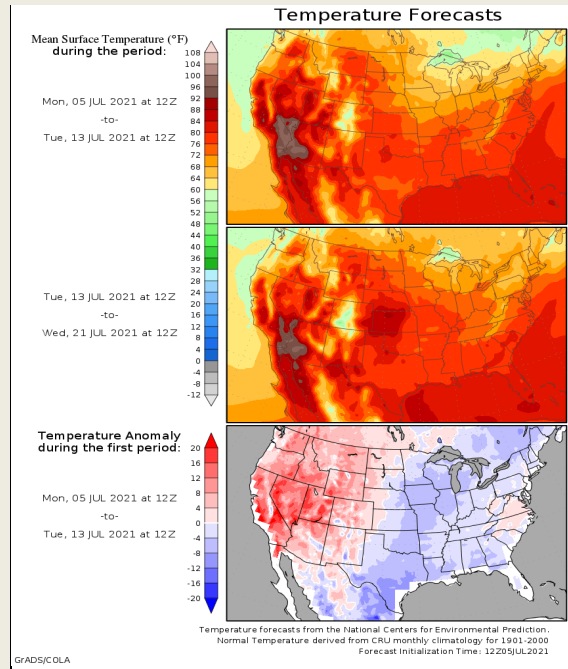 Temperature Forecasts
Mean Surface Temperature (°F)
during the period:
108
104
100
96
92
88
84
80
76
72
68
64
60
56
52
48
44
40
36
32
28
24
20
16
12
8
4
0
-4
-8
-12
Mon, 05 JUL 2021 at 12Z
-to-
Tue, 13 JUL 2021 at 12Z
Tue, 13 JUL 2021 at 12Z
-to-
Wed, 21 JUL 2021 at 12Z
Temperature Anomaly
during the first period:
20
16
12
8
4
-4
-8
-12
-16
-20
Mon, 05 JUL 2021 at 12Z
-to-
Tue, 13 JUL 2021 at 12Z
Temperature forecasts from the National Centers for Environmental Prediction.
Normal Temperature derived from CRU monthly climatology for 1901-2000
Forecast Initialization Time: 12Z05JUL2021
GrADS/COLA